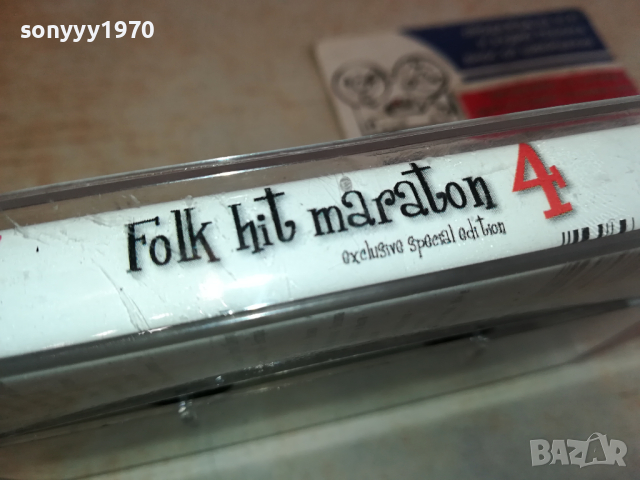 sonyyy1970
Folk hit maraton 4
exclusive special edition
BAZAR